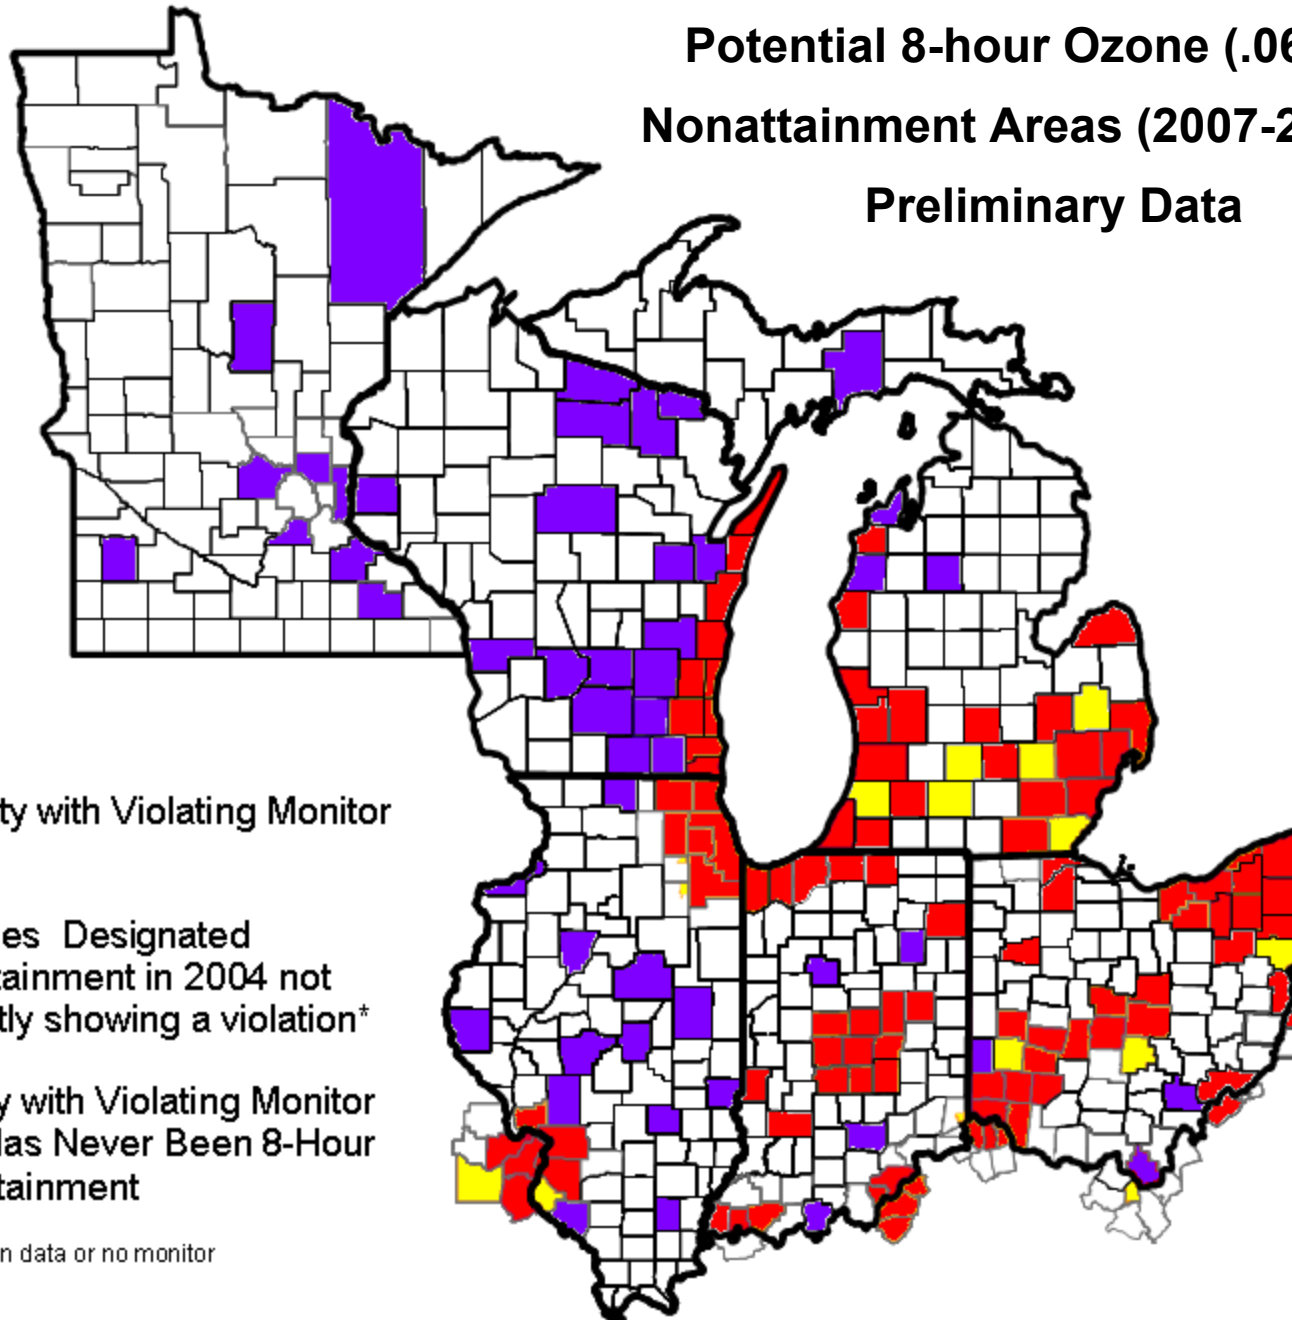 Potential 8-hour Ozone (.06
Nonattainment Areas (2007-2
Preliminary Data
ty with Violating Monitor
es Designated
tainment in 2004 not
tly showing a violation*
y with Violating Monitor
Has Never Been 8-Hour
tainment
n data or no monitor